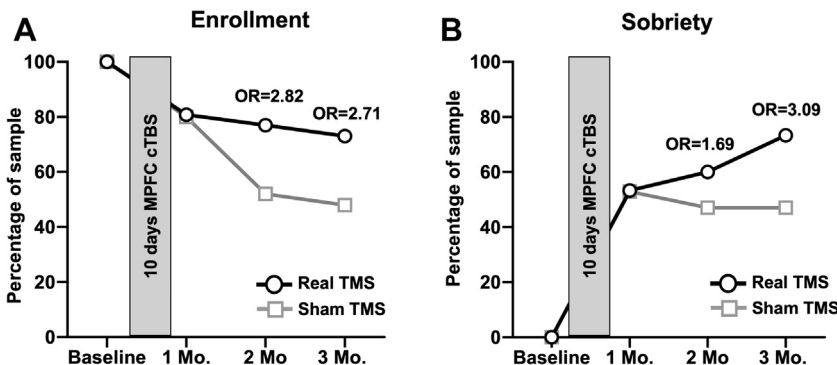 A
Enrollment
Percentage of sample
100
80
60
40
20
0
10 days MPFC cTBS
OR=2.82
OR=2.71
Real TMS
Sham TMS
Baseline 1 Mo. 2 Mo 3 Mo.
B
Sobriety
Percentage of sample
100
80
60
40
20
0
10 days MPFC cTBS
OR=1.69
OR=3.09
Real TMS
Sham TMS
Baseline 1 Mo. 2 Mo 3 Mo.